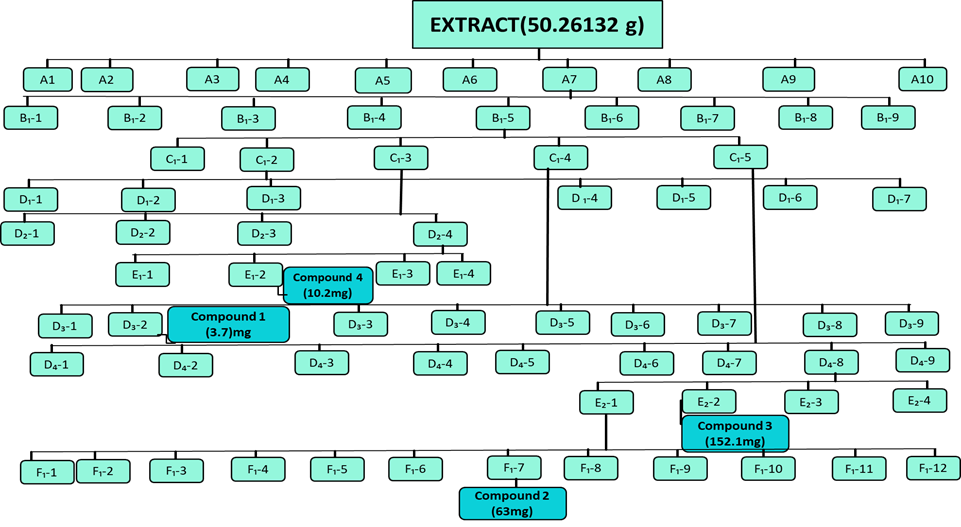 EXTRACT(50.26132 g)
A1 A2 A3 A4 A5 A6 A7 A8 A9 A10
B₁-1 B₁-2 B₁-3 B₁-4 B₁-5 B₁-6 B₁-7 B₁-8 B₁-9
C₁-1 C₁-2 C₁-3 C₁-4 C₁-5
D₁-1 D₁-2 D₁-3 D₁-4 D₁-5 D₁-6 D₁-7
D₂-1 D₂-2 D₂-3 D₂-4
E₁-1 E₁-2 E₁-3 E₁-4
Compound 4
(10.2mg)
D₃-1 D₃-2 D₃-3 D₃-4 D₃-5 D₃-6 D₃-7 D₃-8 D₃-9
Compound 1
(3.7)mg
D₄-1 D₄-2 D₄-3 D₄-4 D₄-5 D₄-6 D₄-7 D₄-8 D₄-9
E₂-1 E₂-2 E₂-3 E₂-4
Compound 3
(152.1mg)
F₁-1 F₁-2 F₁-3 F₁-4 F₁-5 F₁-6 F₁-7 F₁-8 F₁-9 F₁-10 F₁-11 F₁-12
Compound 2
(63mg)